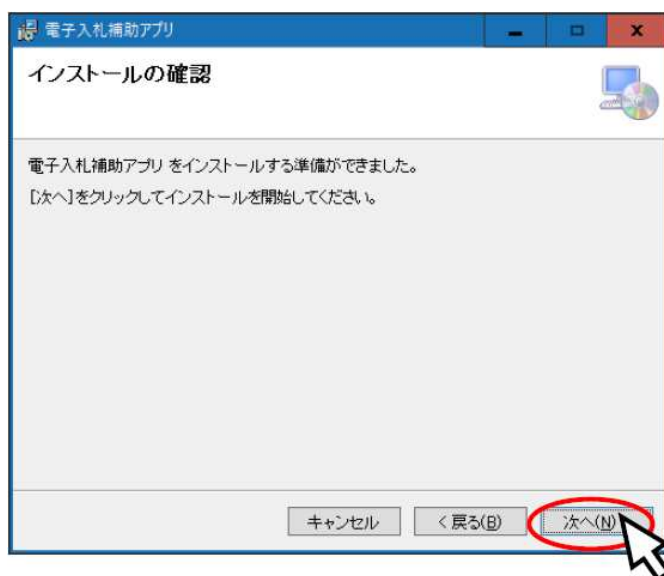 電子入札補助アプリ
インストールの確認
電子入札補助アプリ をインストールする準備ができました。
[次へ]をクリックしてインストールを開始してください。
キャンセル
< 戻る(B)
次へ(N)